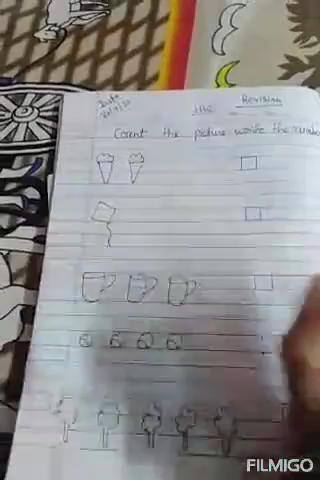 Date
Revision
Count the picture write the number
FILMIGO